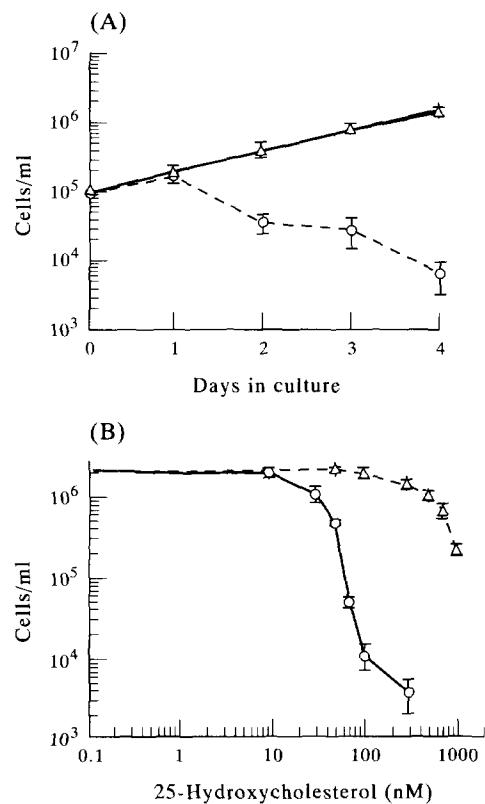 (A)
10^7
10^6
10^5
10^4
10^3
Cells/ml
0 1 2 3 4
Days in culture
(B)
10^6
10^5
10^4
10^3
Cells/ml
0.1 1 10 100 1000
25-Hydroxycholesterol (nM)